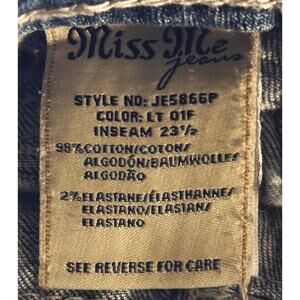 Miss Me
jeans
STYLE NO: JE5866P
COLOR: LT 01F
INSEAM 23½
98%COTTON/COTON/
ALGODÓN/BAUMWOLLE/
ALGODÃO
2%ELASTANE/ÉLASTHANNE/
ELASTANO/ELASTAN/
ELASTANO
SEE REVERSE FOR CARE